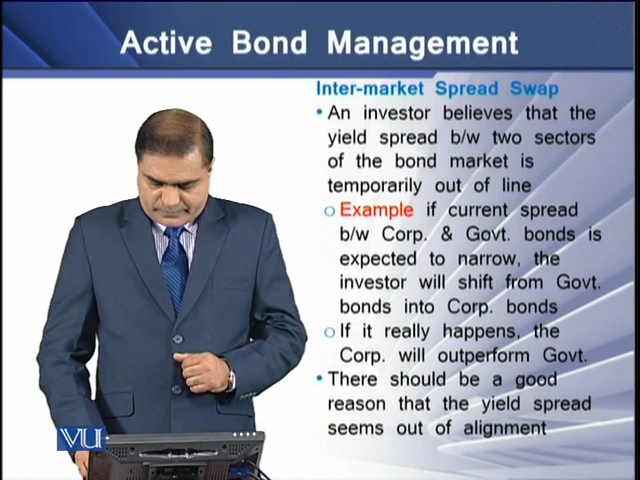 Active Bond Management
Inter-market Spread Swap
• An investor believes that the
yield spread b/w two sectors
of the bond market is
temporarily out of line
o Example if current spread
b/w Corp. & Govt. bonds is
expected to narrow, the
investor will shift from Govt.
bonds into Corp. bonds
o If it really happens, the
Corp. will outperform Govt.
• There should be a good
reason that the yield spread
seems out of alignment
VU